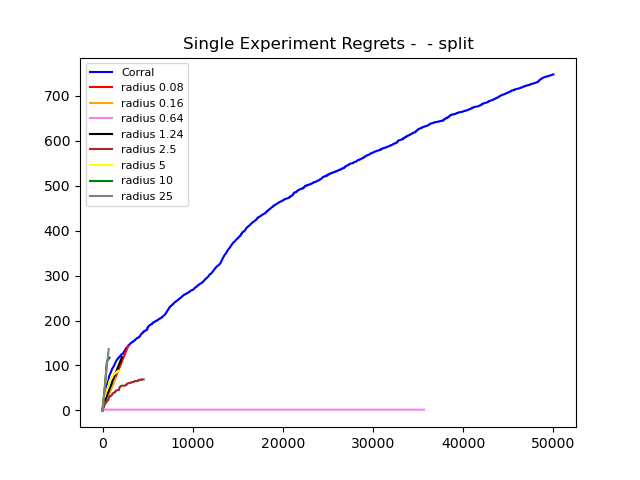 Single Experiment Regrets -  - split
Corral
radius 0.08
radius 0.16
radius 0.64
radius 1.24
radius 2.5
radius 5
radius 10
radius 25
700
600
500
400
300
200
100
0
0 10000 20000 30000 40000 50000